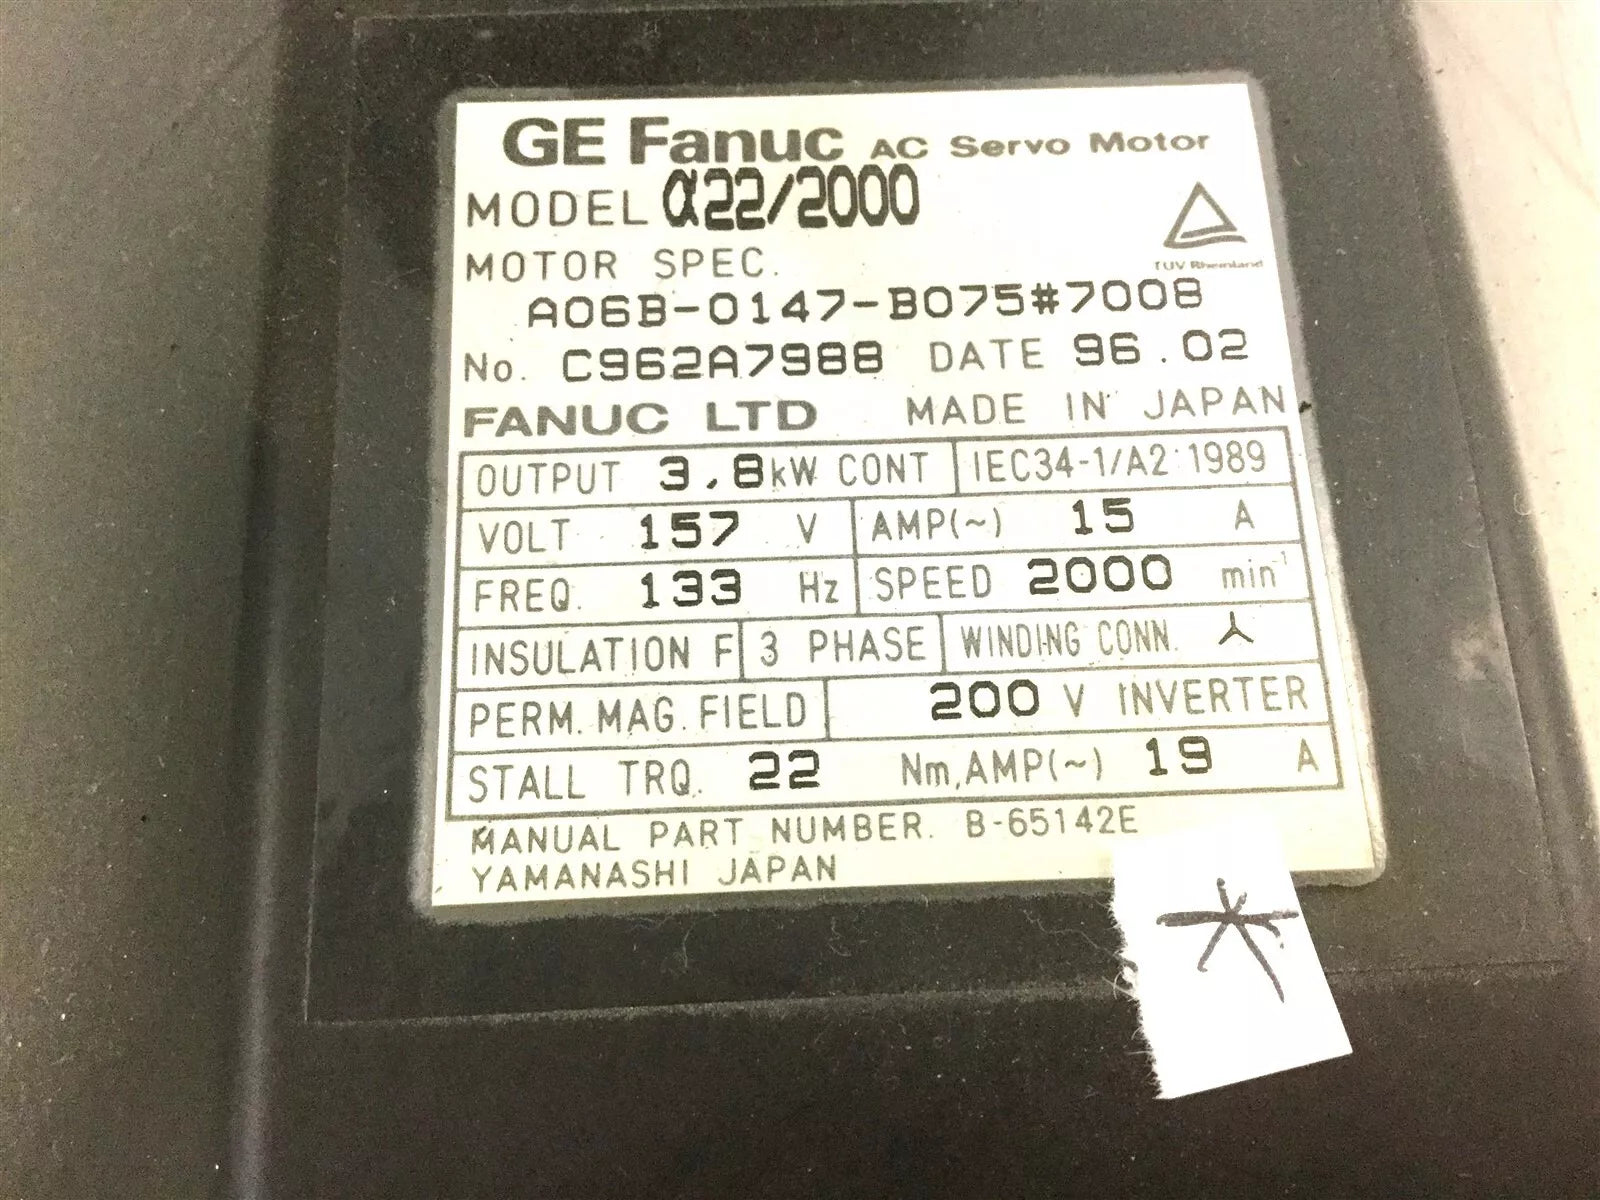 GE Fanuc AC Servo Motor
MODEL α22/2000
TUV Rheinland
MOTOR SPEC.
A06B-0147-B075#7008
No. C962A7988 DATE 96.02
FANUC LTD MADE IN JAPAN
OUTPUT 3.8kW CONT IEC34-1/A2:1989
VOLT 157 V AMP(~) 15 A
FREQ. 133 Hz SPEED 2000 min⁻¹
INSULATION F 3 PHASE WINDING CONN.
PERM. MAG. FIELD 200 V INVERTER
STALL TRQ. 22 Nm, AMP(~) 19 A
MANUAL PART NUMBER. B-65142E
YAMANASHI JAPAN